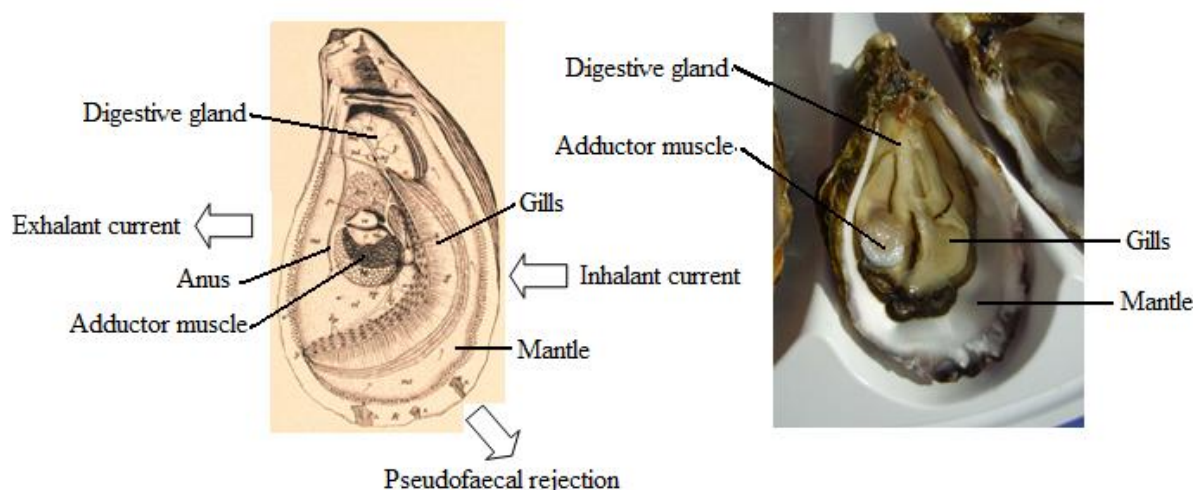 Digestive gland
Exhalant current
Anus
Adductor muscle
Gills
Inhalant current
Mantle
Pseudofaecal rejection
Digestive gland
Adductor muscle
Gills
Mantle